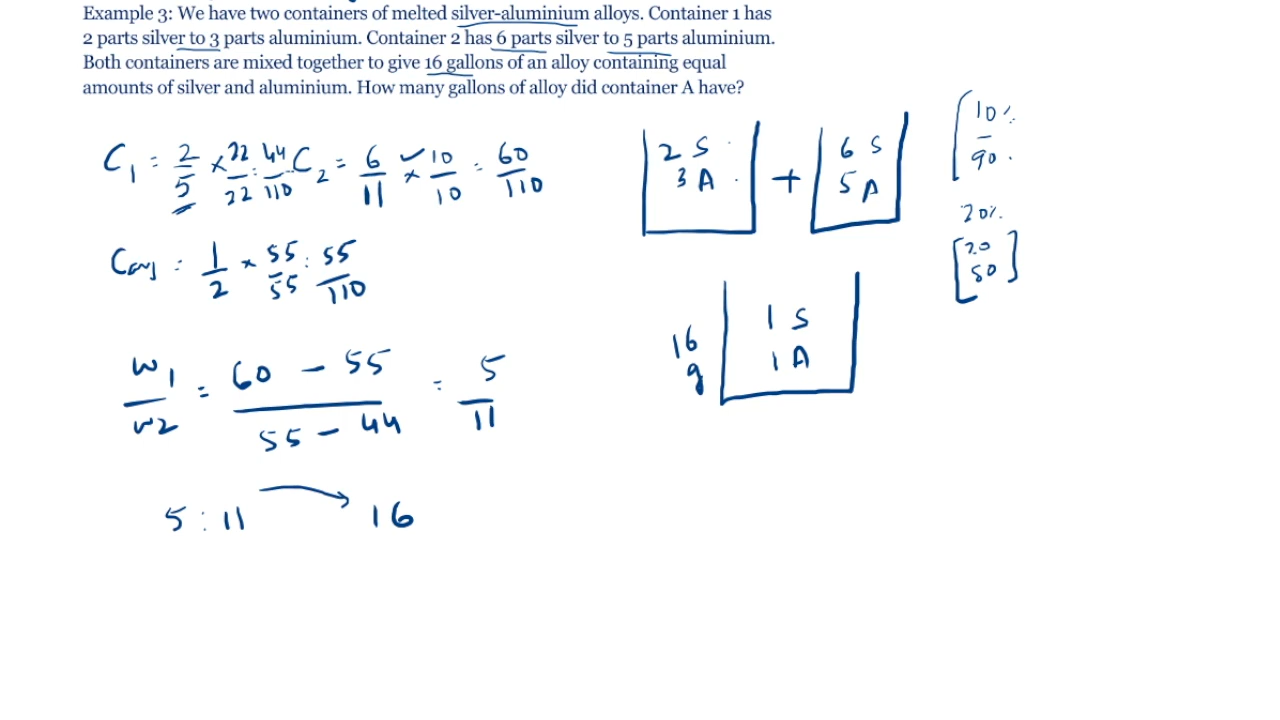 Example 3: We have two containers of melted silver-aluminium alloys. Container 1 has
2 parts silver to 3 parts aluminium. Container 2 has 6 parts silver to 5 parts aluminium.
Both containers are mixed together to give 16 gallons of an alloy containing equal
amounts of silver and aluminium. How many gallons of alloy did container A have?
C₁ = 2/5 × 22/22 : 44/110
C₂ = 6/11 × 10/10 = 60/110
Cavg = 1/2 × 55/55 : 55/110
w1/w2 = (60 - 55)/(55 - 44) = 5/11
5 : 11 → 16
2 S
3 A
+
6 S
5 A
16
g
1 S
1 A
10%
90.
20%
20
50